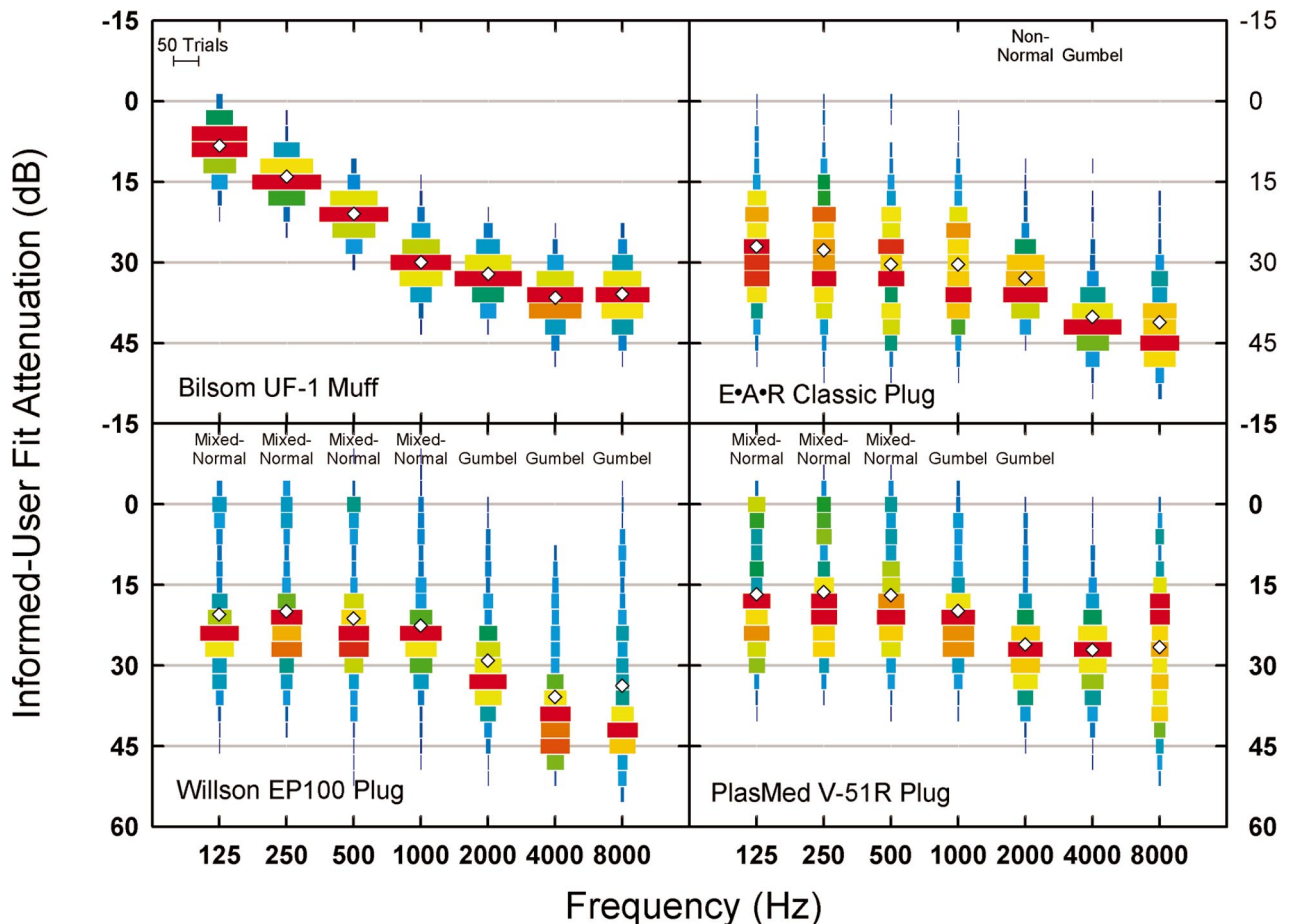 -15
0
15
30
45
-15
0
15
30
45
60
Informed-User Fit Attenuation (dB)
50 Trials
Bilsom UF-1 Muff
Non-
Normal Gumbel
E•A•R Classic Plug
-15
0
15
30
45
-15
0
15
30
45
60
Mixed- Mixed- Mixed- Mixed-
Normal Normal Normal Normal Gumbel Gumbel Gumbel
Willson EP100 Plug
Mixed- Mixed- Mixed-
Normal Normal Normal Gumbel Gumbel
PlasMed V-51R Plug
125 250 500 1000 2000 4000 8000
125 250 500 1000 2000 4000 8000
Frequency (Hz)